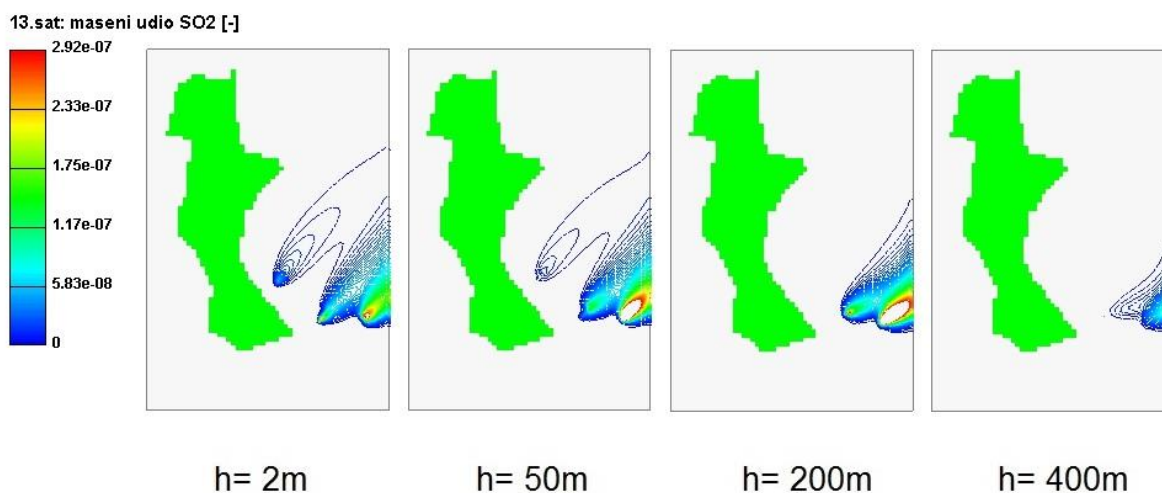 13.sat: maseni udio SO2 [-]
2.92e-07
2.33e-07
1.75e-07
1.17e-07
5.83e-08
0
h= 2m
h= 50m
h= 200m
h= 400m